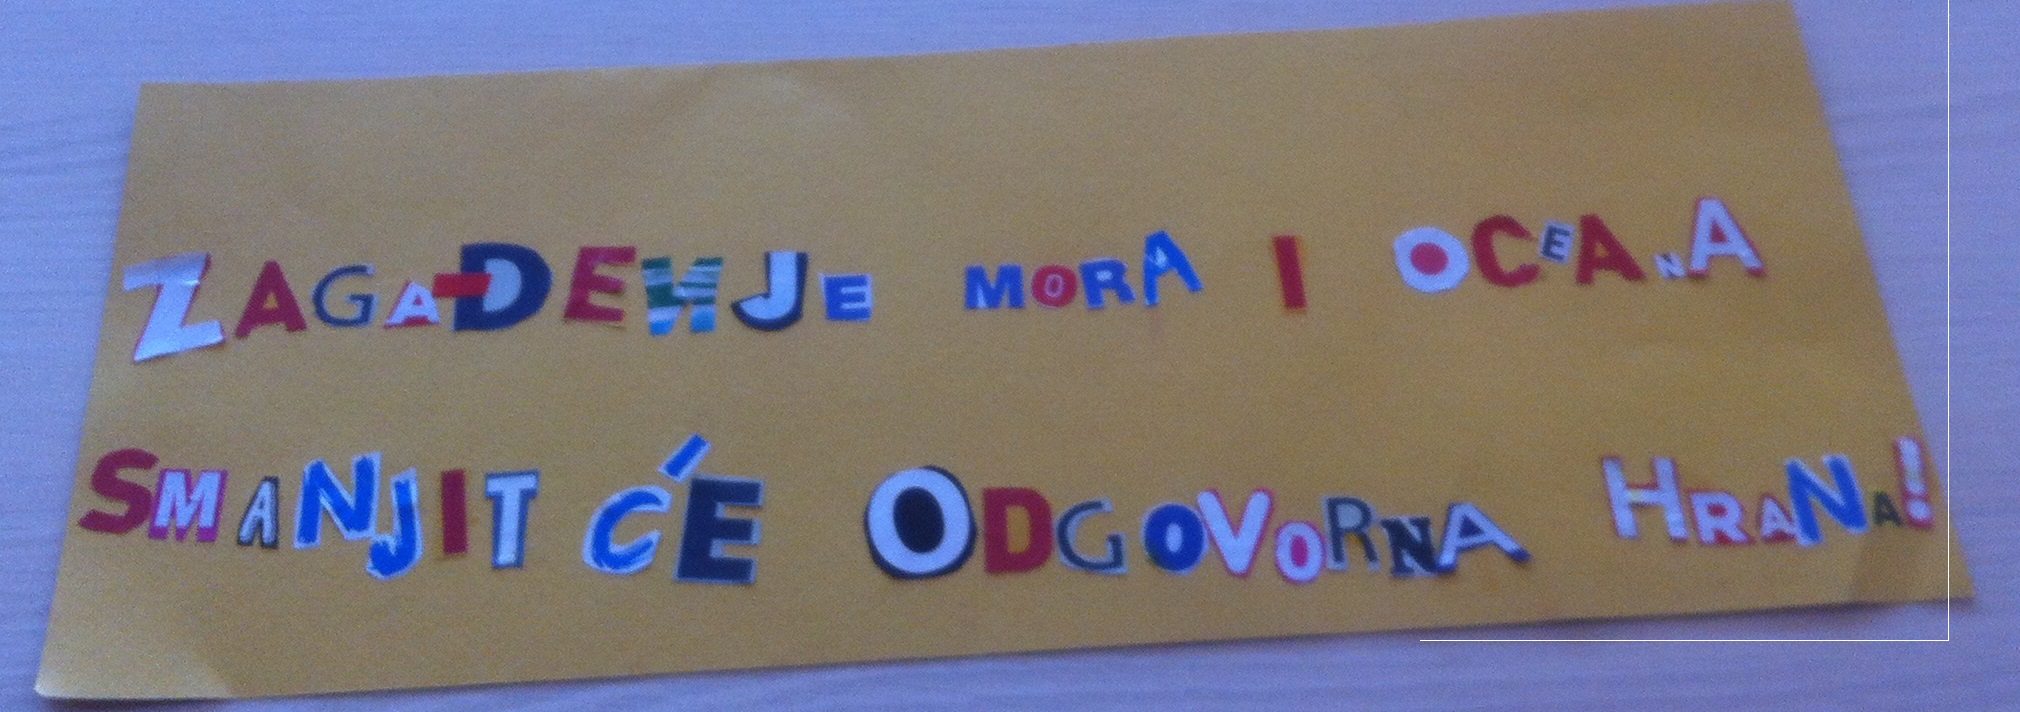 ZAGAĐENJE MORA I OCEANA
SMANJIT ĆE ODGOVORNA HRANA!